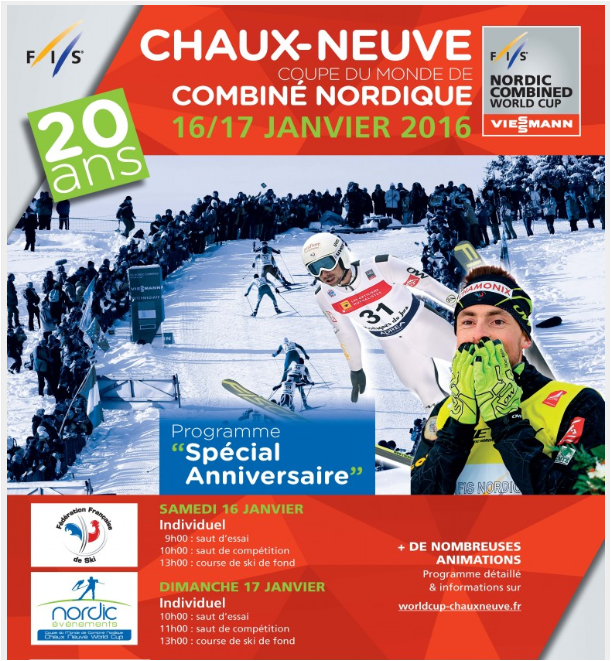 FIS
CHAUX-NEUVE
COUPE DU MONDE DE
COMBINÉ NORDIQUE
16/17 JANVIER 2016
FIS
NORDIC
COMBINED
WORLD CUP
VIESSMANN
20
ans
VIESSMANN
31
CHAMONIX
FIS NORDIC
Programme
“Spécial
Anniversaire”
Fédération Française
de Ski
SAMEDI 16 JANVIER
Individuel
9h00 : saut d'essai
10h00 : saut de compétition
13h00 : course de ski de fond
nordic
évenements
Coupe du Monde de Combiné Nordique
Chaux Neuve World Cup
DIMANCHE 17 JANVIER
Individuel
10h00 : saut d'essai
11h00 : saut de compétition
13h00 : course de ski de fond
+ DE NOMBREUSES
ANIMATIONS
Programme détaillé
& informations sur
worldcup-chauxneuve.fr